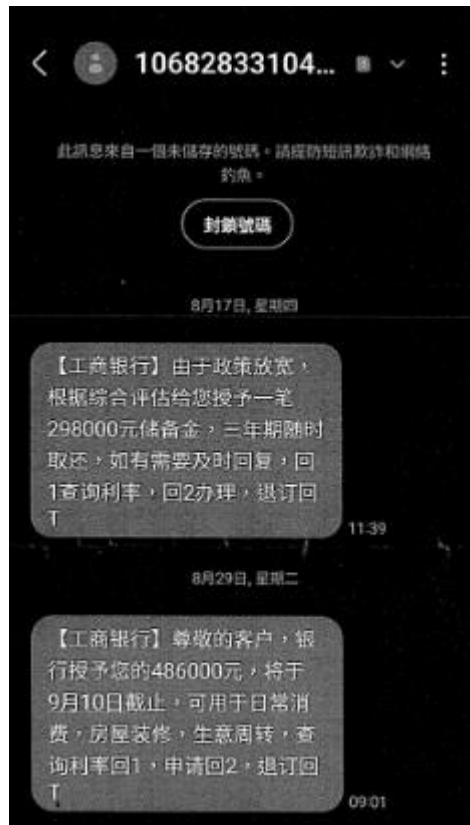 10682833104...
此訊息來自一個未儲存的號碼。請提防短訊欺詐和網絡
釣魚。
封鎖號碼
8月17日, 星期四
【工商银行】由于政策放宽，
根据综合评估给您授予一笔
298000元储备金，三年期随时
取还，如有需要及时回复，回
1查询利率，回2办理，退订回
T
11:39
8月29日, 星期二
【工商银行】尊敬的客户，银
行授予您的486000元，将于
9月10日截止，可用于日常消
费，房屋装修，生意周转，查
询利率回1，申请回2，退订回
T
09:01